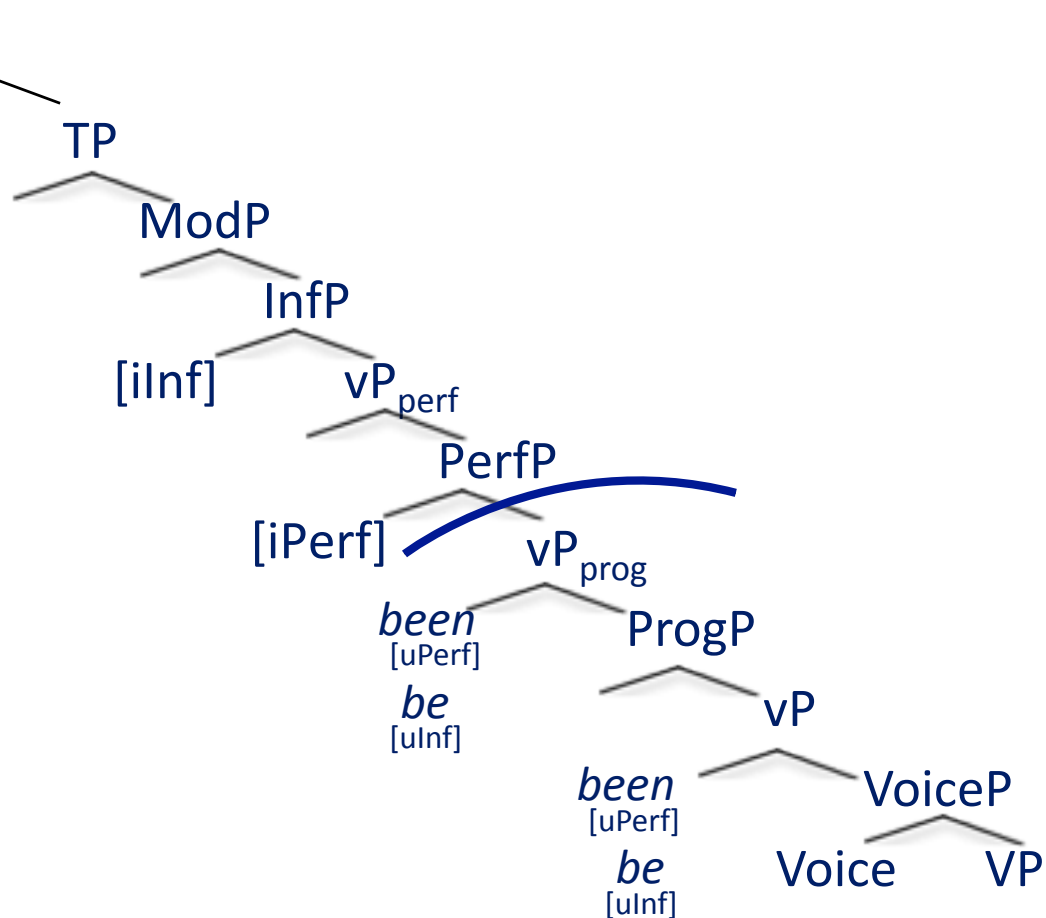 TP
ModP
InfP
[iInf]
vPperf
PerfP
[iPerf]
vPprog
been
[uPerf]
ProgP
be
[uInf]
vP
been
[uPerf]
VoiceP
be
[uInf]
Voice
VP